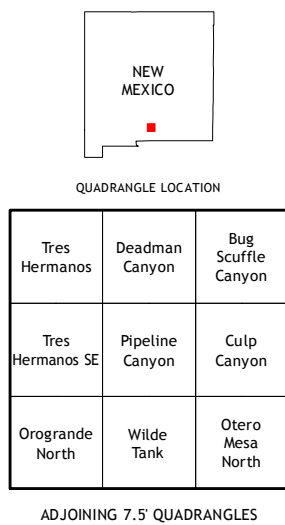 NEW
MEXICO
QUADRANGLE LOCATION
Tres
Hermanos
Deadman
Canyon
Bug
Scuffle
Canyon
Tres
Hermanos SE
Pipeline
Canyon
Culp
Canyon
Orogrande
North
Wilde
Tank
Otero
Mesa
North
ADJOINING 7.5' QUADRANGLES